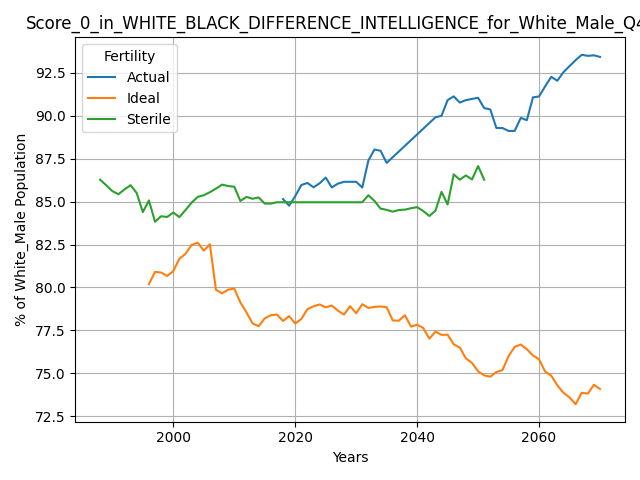 Score_0_in_WHITE_BLACK_DIFFERENCE_INTELLIGENCE_for_White_Male_Q4
Fertility
Actual
Ideal
Sterile
% of White_Male Population
92.5
90.0
87.5
85.0
82.5
80.0
77.5
75.0
72.5
2000
2020
2040
2060
Years